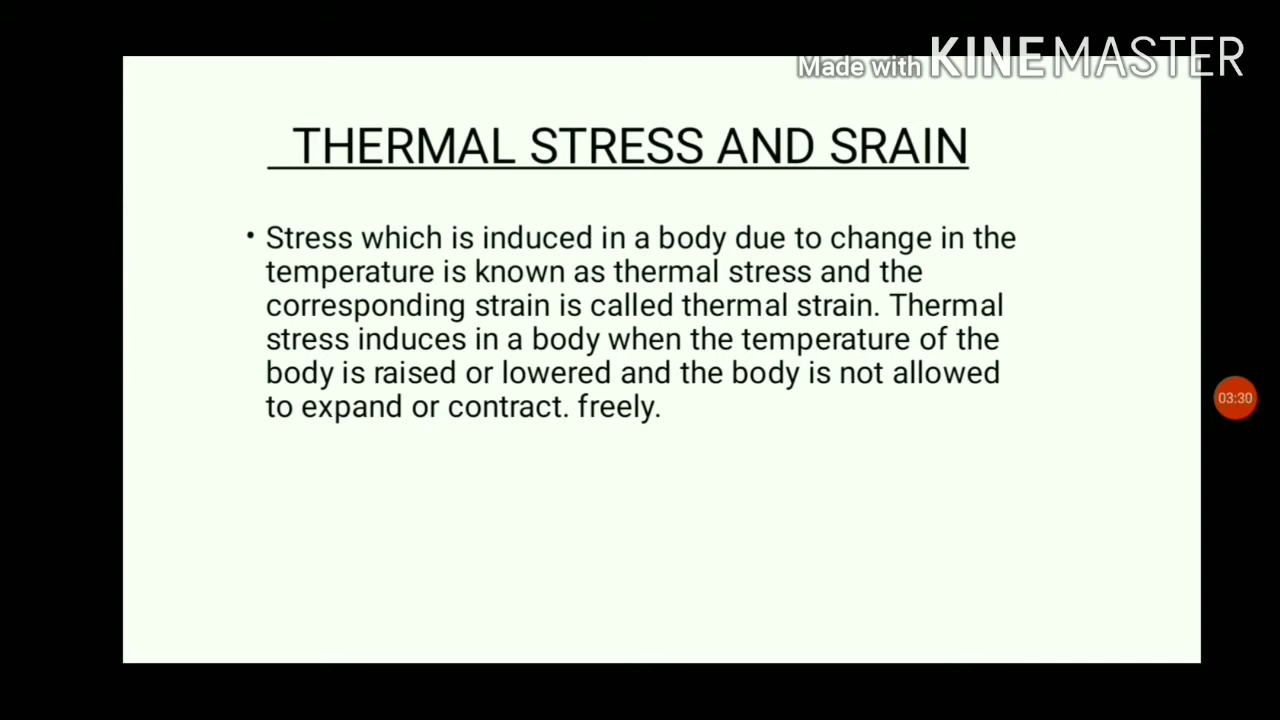 Made with KINEMASTER
THERMAL STRESS AND SRAIN
• Stress which is induced in a body due to change in the
temperature is known as thermal stress and the
corresponding strain is called thermal strain. Thermal
stress induces in a body when the temperature of the
body is raised or lowered and the body is not allowed
to expand or contract. freely.
03:30